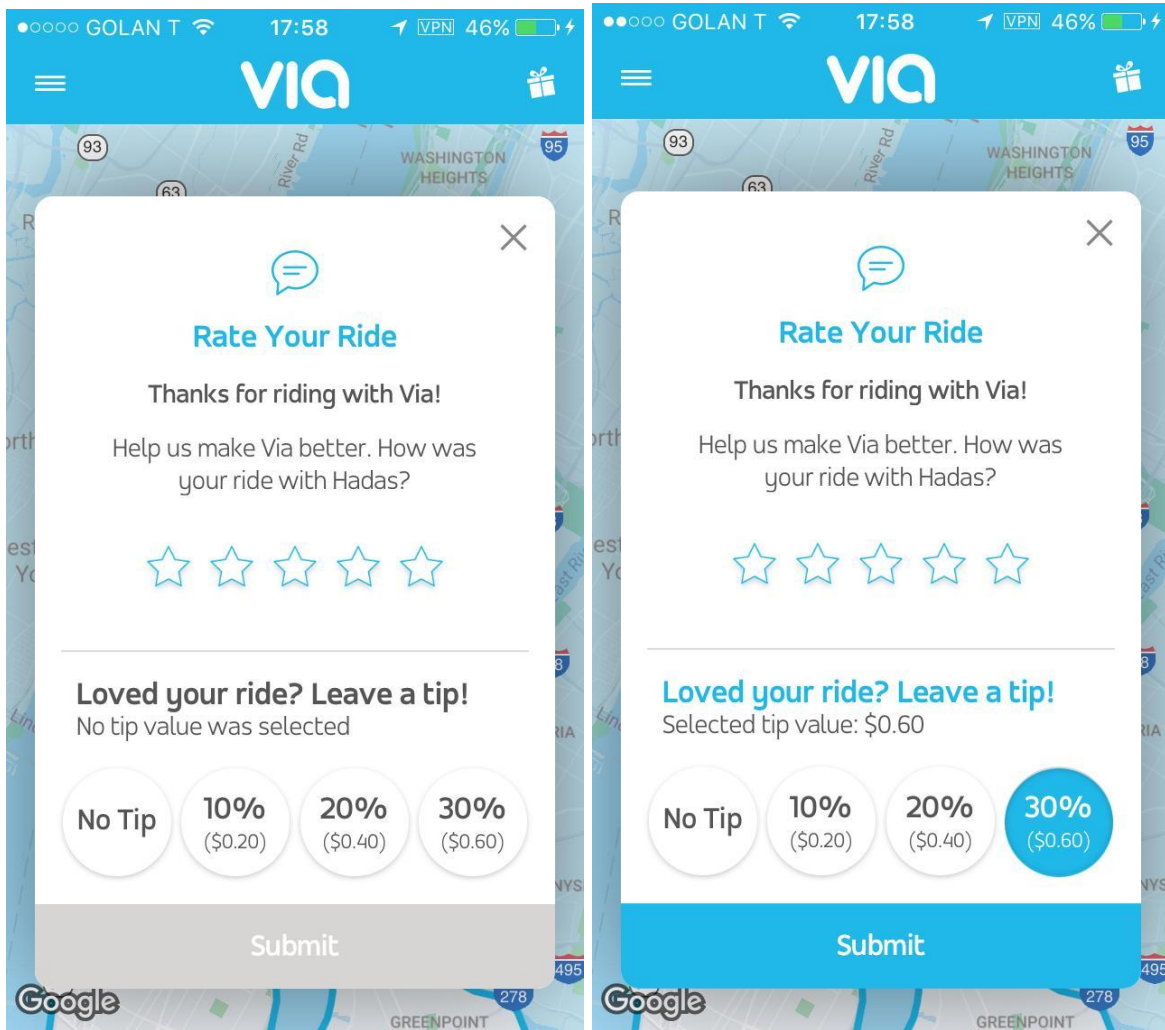 GOLAN T 17:58 VPN 46%
via
93
River Rd
WASHINGTON
HEIGHTS
95
63
Rate Your Ride
Thanks for riding with Via!
Help us make Via better. How was
your ride with Hadas?
Loved your ride? Leave a tip!
No tip value was selected
No Tip
10%
($0.20)
20%
($0.40)
30%
($0.60)
Submit
495
Google
278
GREENPOINT
GOLAN T 17:58 VPN 46%
via
93
River Rd
WASHINGTON
HEIGHTS
95
63
Rate Your Ride
Thanks for riding with Via!
Help us make Via better. How was
your ride with Hadas?
Loved your ride? Leave a tip!
Selected tip value: $0.60
No Tip
10%
($0.20)
20%
($0.40)
30%
($0.60)
Submit
495
Google
278
GREENPOINT